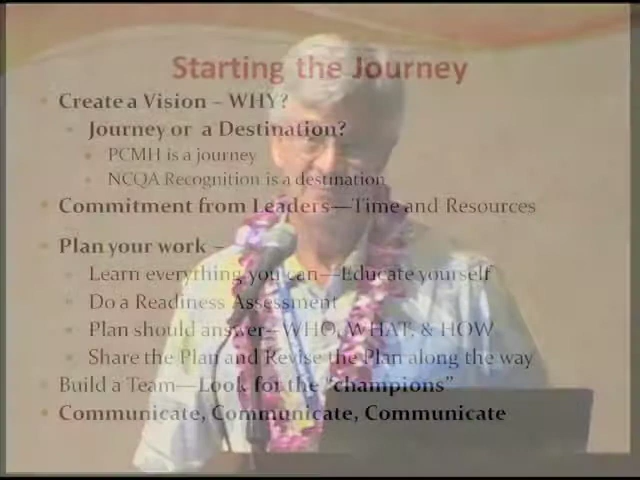 Starting the Journey
Create a Vision – WHY?
Journey or a Destination?
PCMH is a journey
NCQA Recognition is a destination
Commitment from Leaders—Time and Resources
Plan your work –
Learn everything you can—Educate yourself
Do a Readiness Assessment
Plan should answer—WHO, WHAT, & HOW
Share the Plan and Revise the Plan along the way
Build a Team—Look for the “champions”
Communicate, Communicate, Communicate